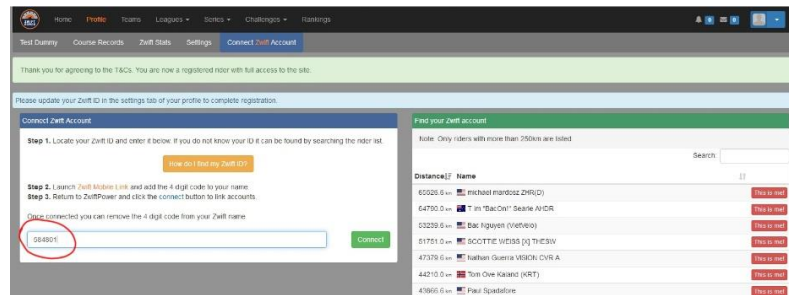 Home Profile Teams Leagues Series Challenges Rankings 0 0
Test Dummy Course Records Zwift Stats Settings Connect Zwift Account
Thank you for agreeing to the T&Cs. You are now a registered rider with full access to the site.
Please update your Zwift ID in the settings tab of your profile to complete registration.
Connect Zwift Account
Step 1. Locate your Zwift ID and enter it below. If you do not know your ID it can be found by searching the rider list.
How do I find my Zwift ID?
Step 2. Launch Zwift Mobile Link and add the 4 digit code to your name.
Step 3. Return to ZwiftPower and click the connect button to link accounts.
Once connected you can remove the 4 digit code from your Zwift name.
684801
Connect
Find your Zwift account
Note: Only riders with more than 250km are listed
Search:
Distance Name
65526.6 km michael mardosz ZHR(D) This is me!
64790.0 km T im "BacOn!" Searle AHDR This is me!
53239.6 km Bac Nguyen (VietVelo) This is me!
51751.0 km SCOTTIE WEISS [X] THESW This is me!
47379.6 km Nathan Guerra VISION CVR A This is me!
44210.0 km Tom Ove Kaland (KRT) This is me!
43866.6 km Paul Spadafore This is me!